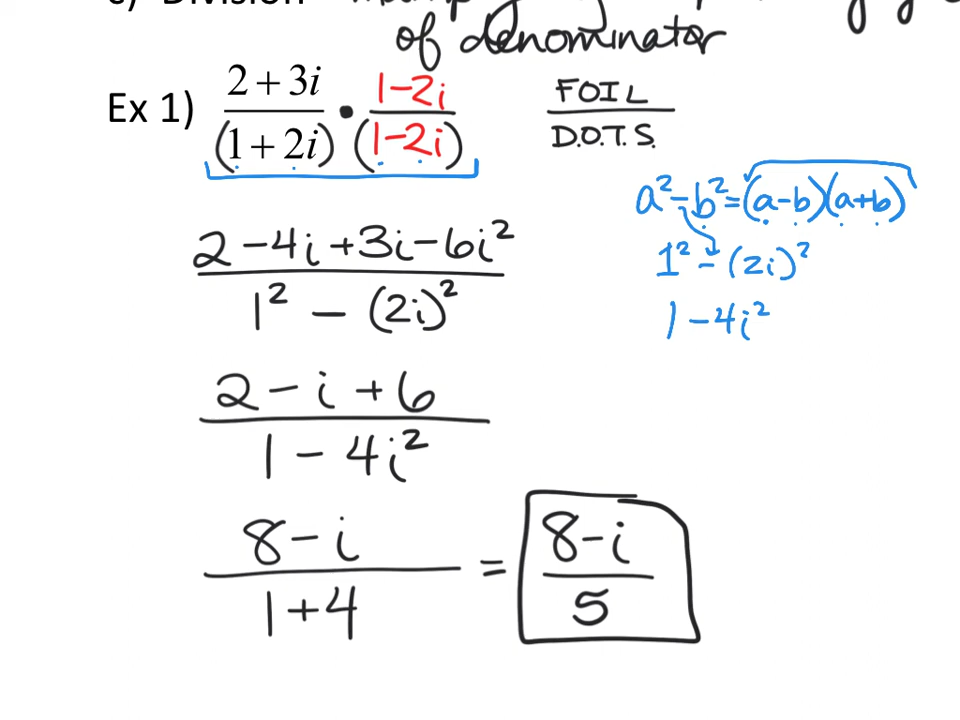 c) Division
of denominator
Ex 1) (2 + 3i)/(1 + 2i) • (1-2i)/(1-2i)
FOIL
D.O.T.S.
a² - b² = (a-b)(a+b)
1² - (2i)²
1 - 4i²
2 - 4i + 3i - 6i²
1² - (2i)²
2 - i + 6
1 - 4i²
8 - i = 8-i
1+4 5